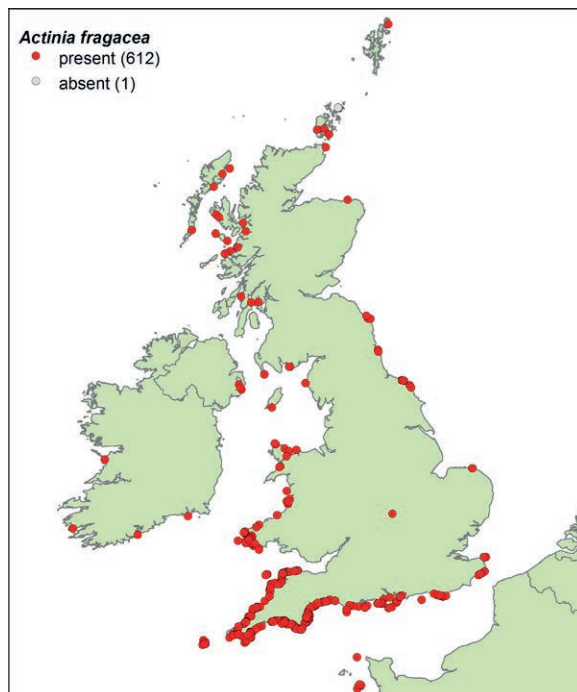 Actinia fragacea
present (612)
absent (1)